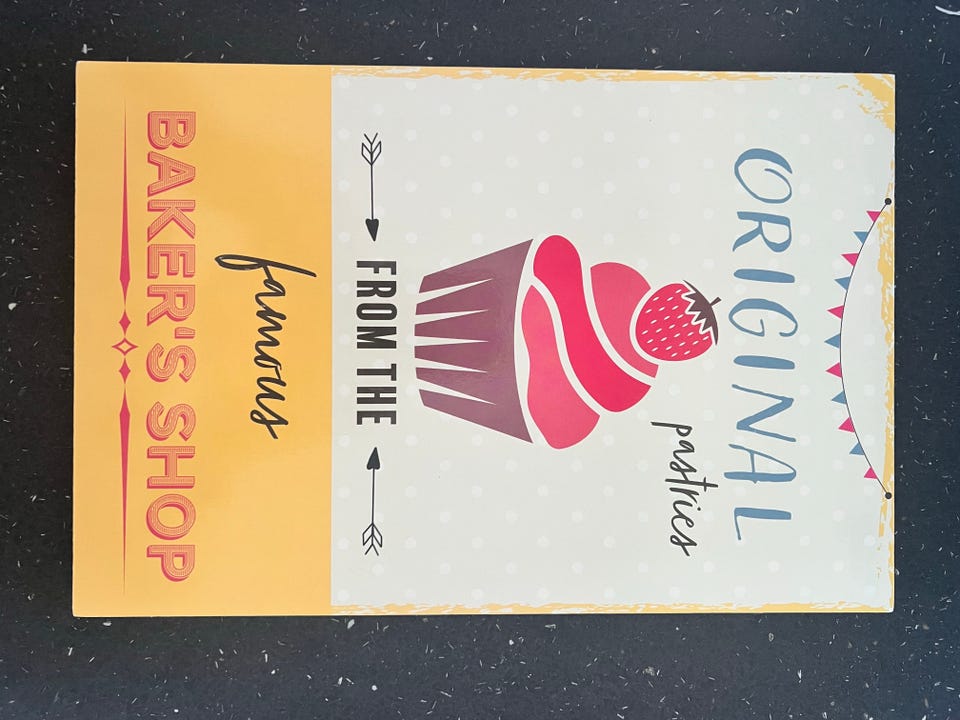 ORIGINAL
pastries
FROM THE
famous
BAKER'S SHOP